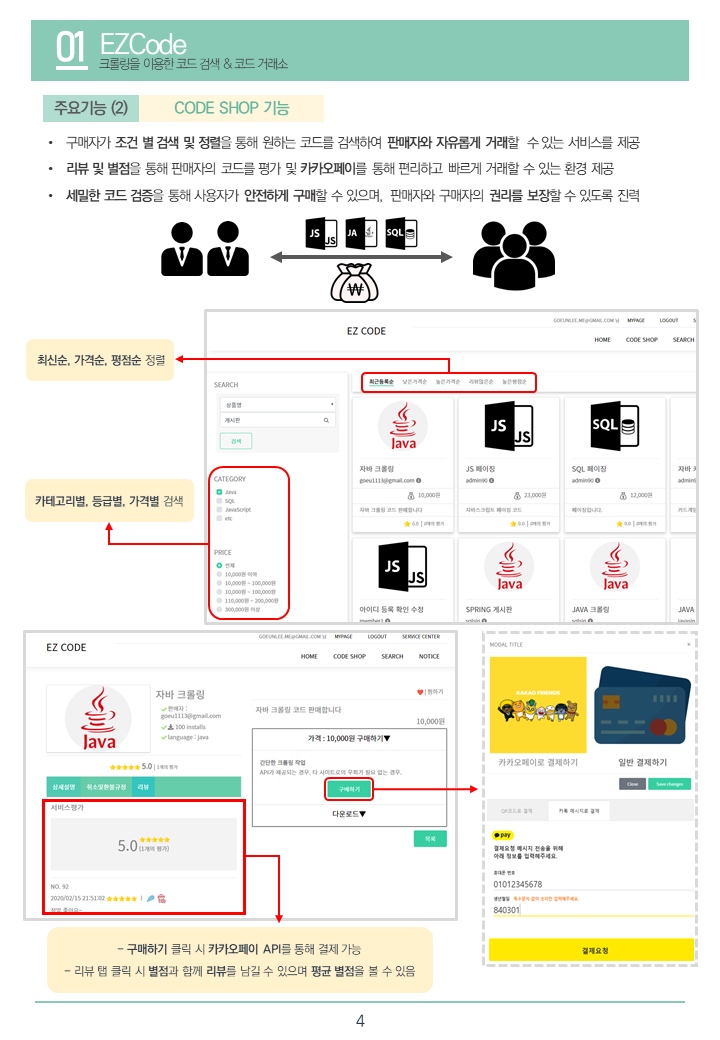 01 EZCode
크롤링을 이용한 코드 검색 & 코드 거래소
주요기능 (2) CODE SHOP 기능
• 구매자가 조건 별 검색 및 정렬을 통해 원하는 코드를 검색하여 판매자와 자유롭게 거래할 수 있는 서비스를 제공
• 리뷰 및 별점을 통해 판매자의 코드를 평가 및 카카오페이를 통해 편리하고 빠르게 거래할 수 있는 환경 제공
• 세밀한 코드 검증을 통해 사용자가 안전하게 구매할 수 있으며, 판매자와 구매자의 권리를 보장할 수 있도록 진력
JS JS JA SQL
₩
최신순, 가격순, 평점순 정렬
카테고리별, 등급별, 가격별 검색
GOEUNLEE.ME@GMAIL.COM 님 MYPAGE LOGOUT S
EZ CODE
HOME CODE SHOP SEARCH
최근등록순 낮은가격순 높은가격순 리뷰많은순 높은평점순
SEARCH
상품명
게시판
검색
CATEGORY
Java
SQL
JavaScript
etc
PRICE
전체
10,000원 이하
10,000원 ~ 100,000원
10,000원 ~ 100,000원
110,000원 ~ 200,000원
300,000원 이상
Java
자바 크롤링
goeu1113@gmail.com
10,000원
자바 크롤링 코드 판매합니다
0.0 | 0개의 평가
JS JS
JS 페이징
admin90
23,000원
자바스크립트 페이징 코드
0.0 | 0개의 평가
SQL
SQL 페이징
admin90
12,000원
페이징입니다.
0.0 | 0개의 평가
자바 ㅋ
admin9
카드게임
JS JS
아이디 등록 확인 수정
member1
Java
SPRING 게시판
solsin
Java
JAVA 크롤링
solsin
JAVA
solsin
GOEUNLEE.ME@GMAIL.COM 님 MYPAGE LOGOUT SERVICE CENTER
EZ CODE
HOME CODE SHOP SEARCH NOTICE
Java
자바 크롤링
판매자 :
goeu1113@gmail.com
100 installs
language : java
5.0 | 1개의 평가
| 찜하기
자바 크롤링 코드 판매합니다
10,000원
가격 : 10,000원 구매하기▼
간단한 크롤링 작업
API가 제공되는 경우, 타 사이트로의 우회가 필요 없는 경우.
구매하기
다운로드▼
목록
상세설명 취소및환불규정 리뷰
서비스평가
5.0
(1개의 평가)
NO. 92
2020/02/15 21:51:02 |
정말 좋아요~
MODAL TITLE ×
KAKAO FRIENDS
카카오페이로 결제하기 일반 결제하기
Close Save changes
QR코드로 결제 카톡 메시지로 결제
pay
결제요청 메시지 전송을 위해
아래 정보를 입력해주세요.
휴대폰 번호
01012345678
생년월일 특수문자 없이 숫자만 입력해주세요.
840301
결제요청
– 구매하기 클릭 시 카카오페이 API를 통해 결제 가능
– 리뷰 탭 클릭 시 별점과 함께 리뷰를 남길 수 있으며 평균 별점을 볼 수 있음
4